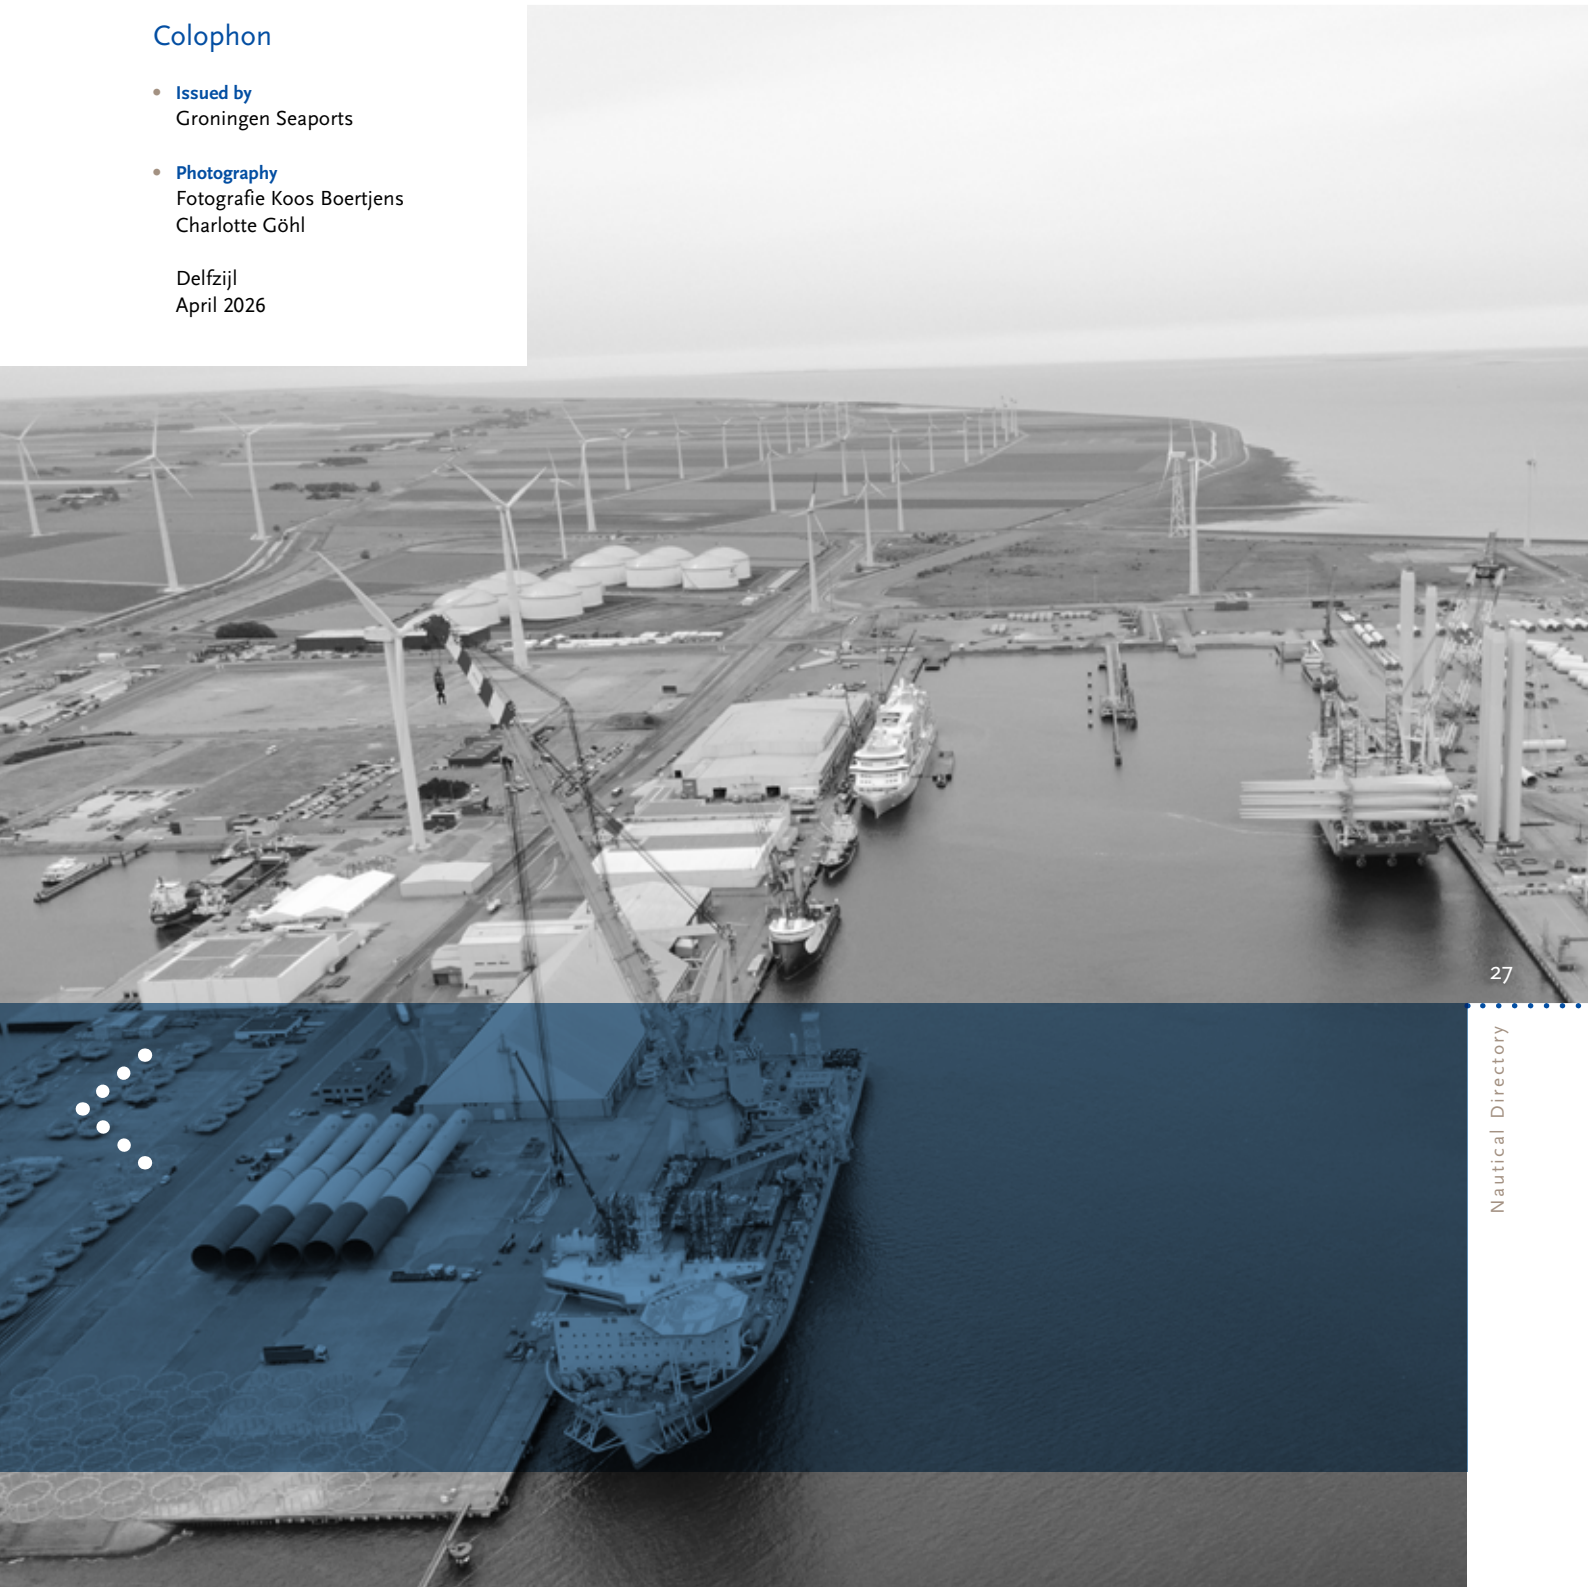 Colophon
Issued by
Groningen Seaports
Photography
Fotografie Koos Boertjens
Charlotte Göhl
Delfzijl
April 2026
27
Nautical Directory